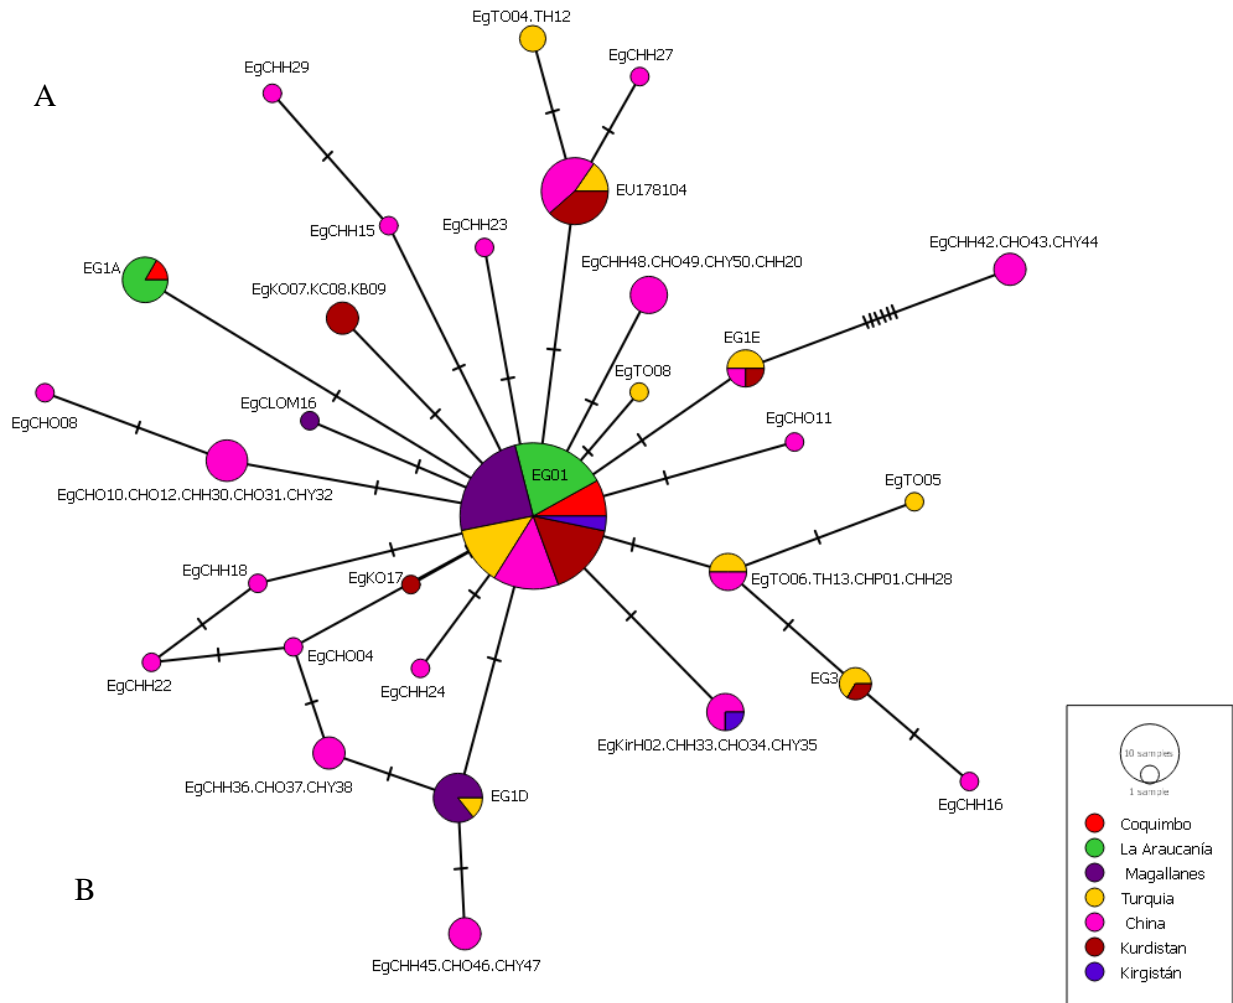 EgTO04.TH12
EgCHH27
EgCHH29
A
EU178104
EgCHH23
EgCHH15
EgCHH42.CHO43.CHY44
EgCHH48.CHO49.CHY50.CHH20
EG1A
EgKO07.KC08.KB09
EG1E
EgTO08
EgCLOM16
EgCHO08
EgCHO11
EG01
EgCHO10.CHO12.CHH30.CHO31.CHY32
EgTO05
EgCHH18
EgKO17
EgTO06.TH13.CHP01.CHH28
EgCHO04
EgCHH22
EgCHH24
EG3
EgKirH02.CHH33.CHO34.CHY35
EgCHH36.CHO37.CHY38
EG1D
EgCHH16
B
EgCHH45.CHO46.CHY47
10 samples
1 sample
Coquimbo
La Araucanía
Magallanes
Turquia
China
Kurdistan
Kirgistán